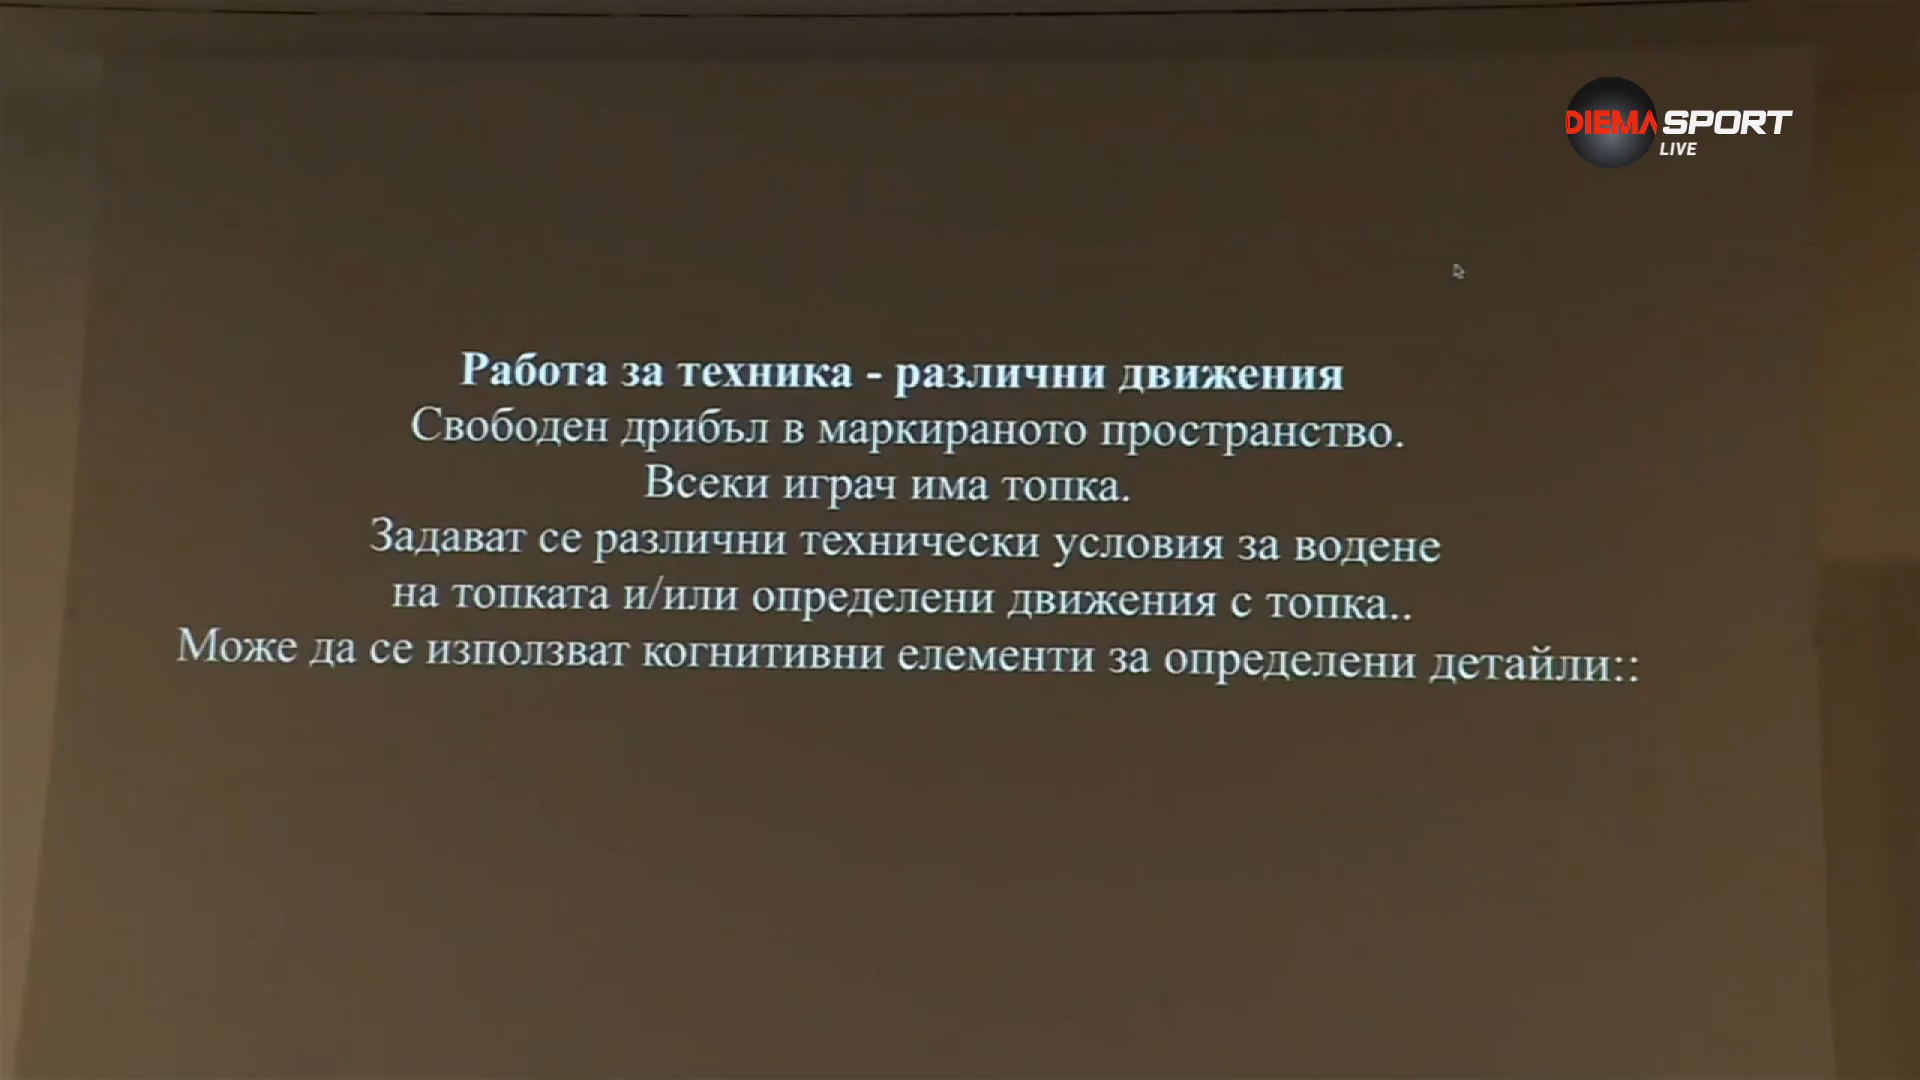 DIEMA SPORT
LIVE
Работа за техника - различни движения
Свободен дрибъл в маркираното пространство.
Всеки играч има топка.
Задават се различни технически условия за водене
на топката и/или определени движения с топка..
Може да се използват когнитивни елементи за определени детайли::